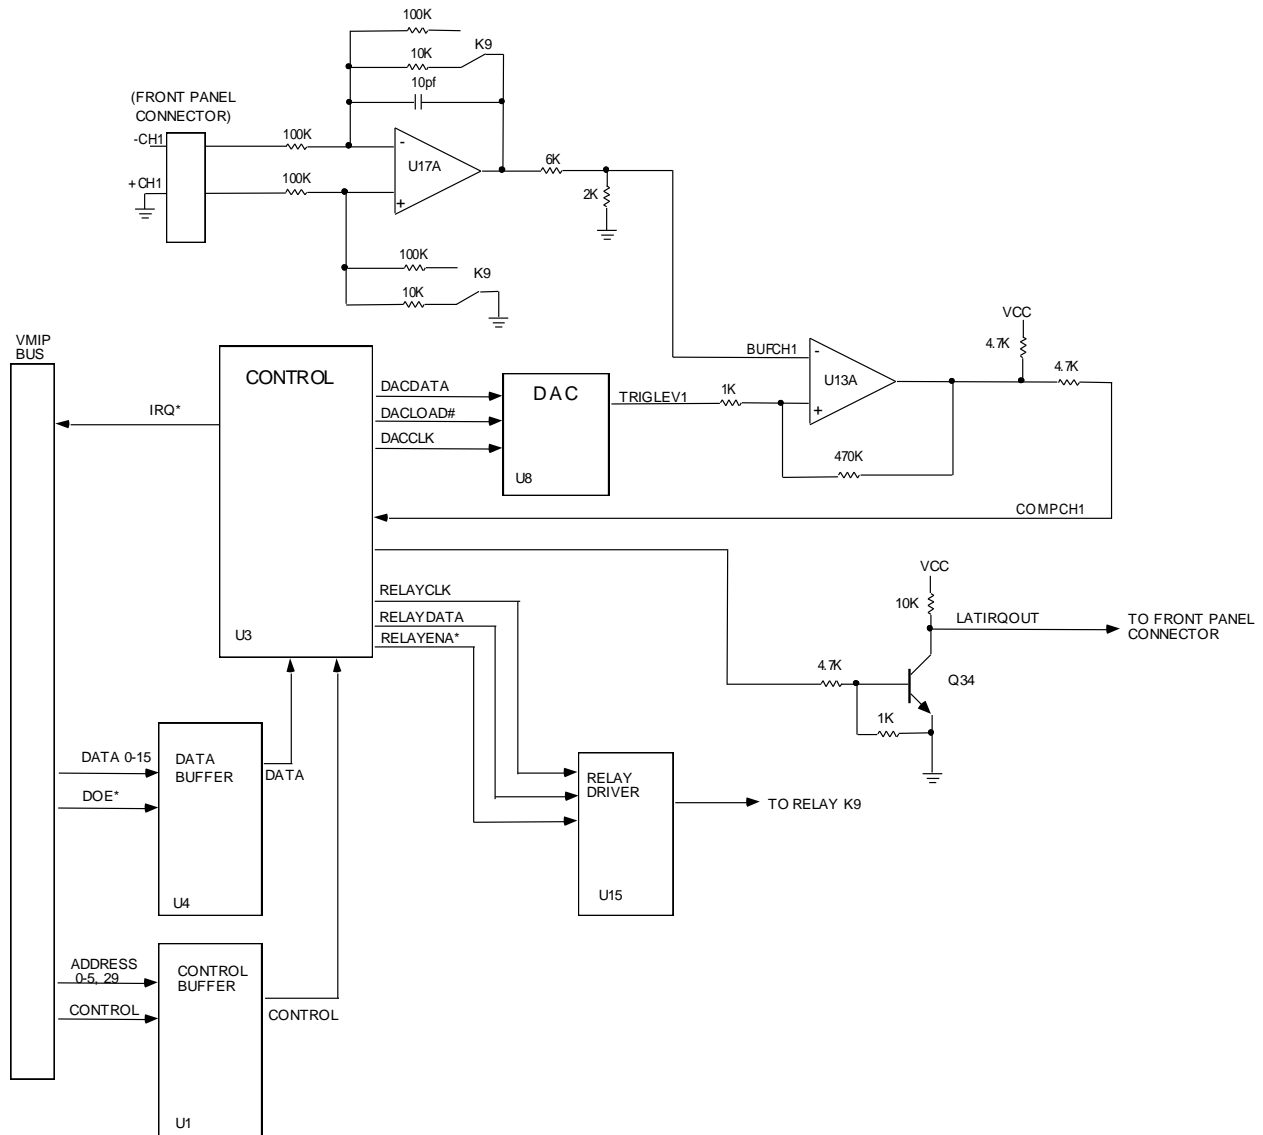 100K
K9
10K
10pf
(FRONT PANEL
CONNECTOR)
-CH1
100K
-
U17A
6K
+CH1
100K
+
2K
100K
K9
10K
VMIP
BUS
VCC
4.7K
BUFCH1
-
4.7K
CONTROL
U13A
DACDATA
DAC
TRIGLEV1
1K
+
IRQ*
DACLOAD#
DACCLK
470K
U8
COMPCH1
VCC
RELAYCLK
10K
RELAYDATA
LATIRQOUT
TO FRONT PANEL
CONNECTOR
U3
RELAYENA*
4.7K
Q34
1K
DATA 0-15
DATA
BUFFER
DATA
RELAY
DRIVER
DOE*
TO RELAY K9
U4
U15
ADDRESS
0-5, 29
CONTROL
BUFFER
CONTROL
CONTROL
U1